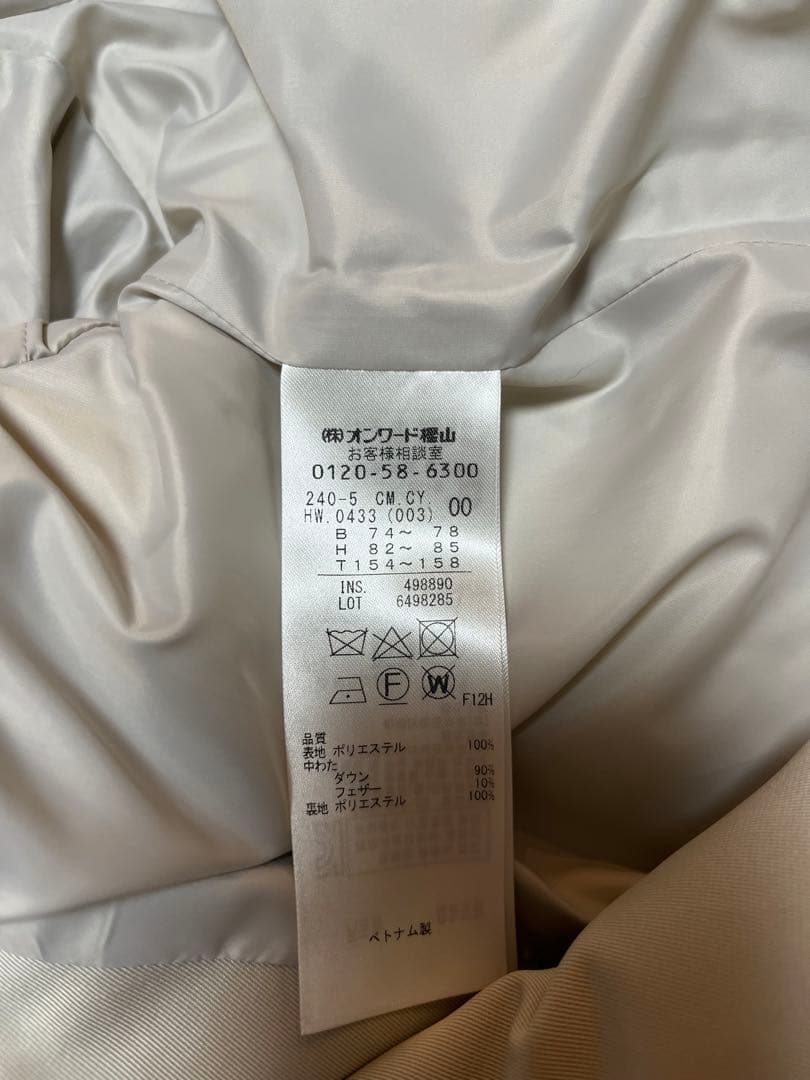 (株)オンワード樫山
お客様相談室
0120-58-6300
240-5 CM.CY.
HW.0433 (003) 00
B 74～ 78
H 82～ 85
T 154～158
INS. 498890
LOT 6498285
F W F12H
品質
表地 ポリエステル 100%
中わた
ダウン 90%
フェザー 10%
裏地 ポリエステル 100%
ベトナム製